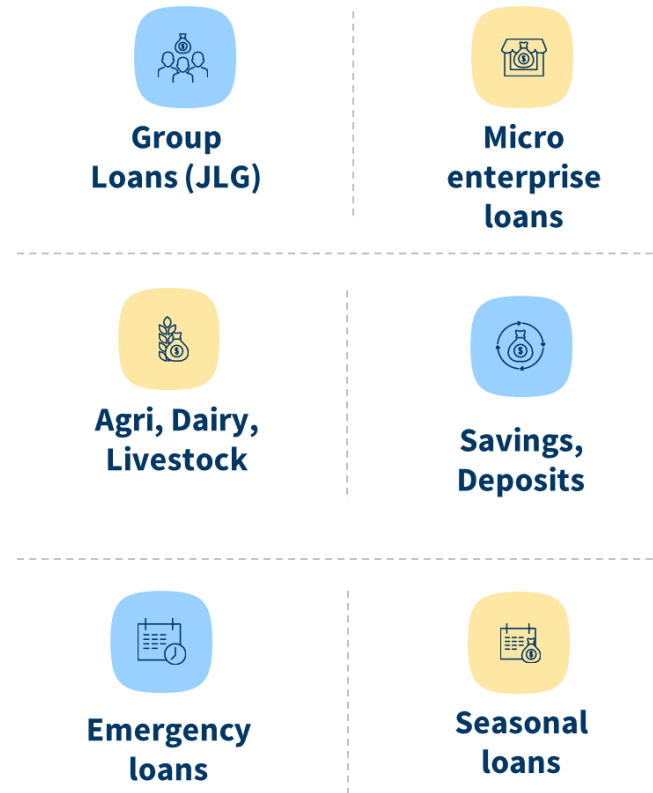 Group
Loans (JLG)
Micro
enterprise
loans
Agri, Dairy,
Livestock
Savings,
Deposits
Emergency
loans
Seasonal
loans